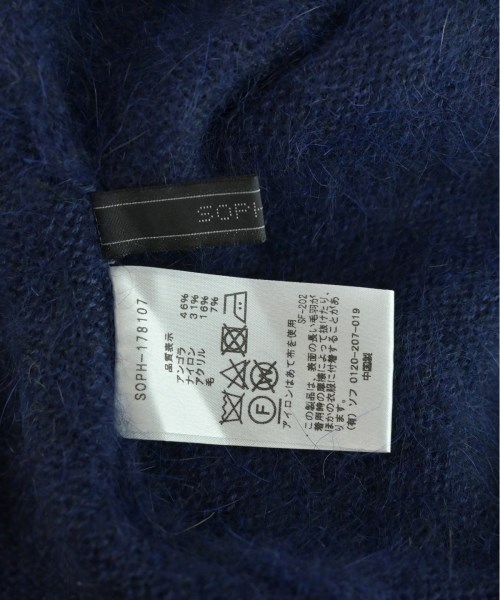 SOPH
SOPH-178107
品質表示
アンゴラ 46%
ナイロン 31%
アクリル 16%
毛 7%
アイロンはあて布を使用
SF-202
この製品は、表面の長い毛羽が
着用時の摩擦によって抜けたり、
ほかの衣服に付着することがあ
ります。
(有)ソフ 0120-207-019
中国製